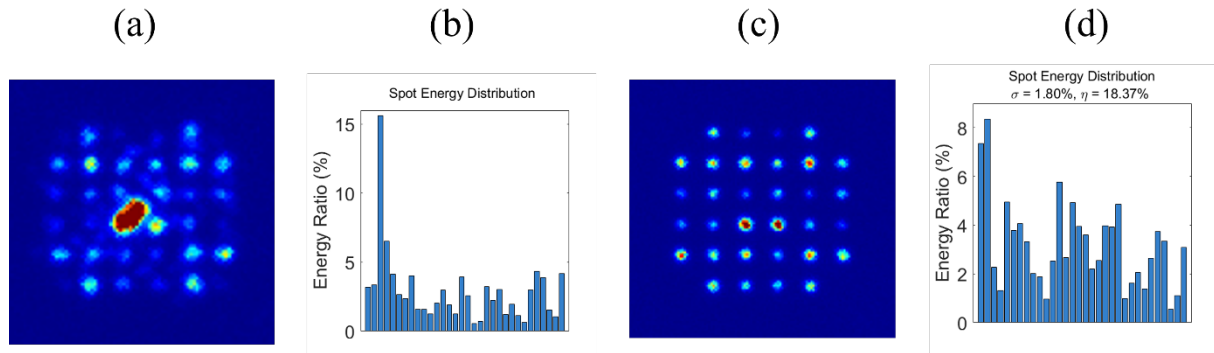 (a)
(b)
(c)
(d)
Spot Energy Distribution
15
10
5
0
Energy Ratio (%)
Spot Energy Distribution
σ = 1.80%, η = 18.37%
8
6
4
2
0
Energy Ratio (%)